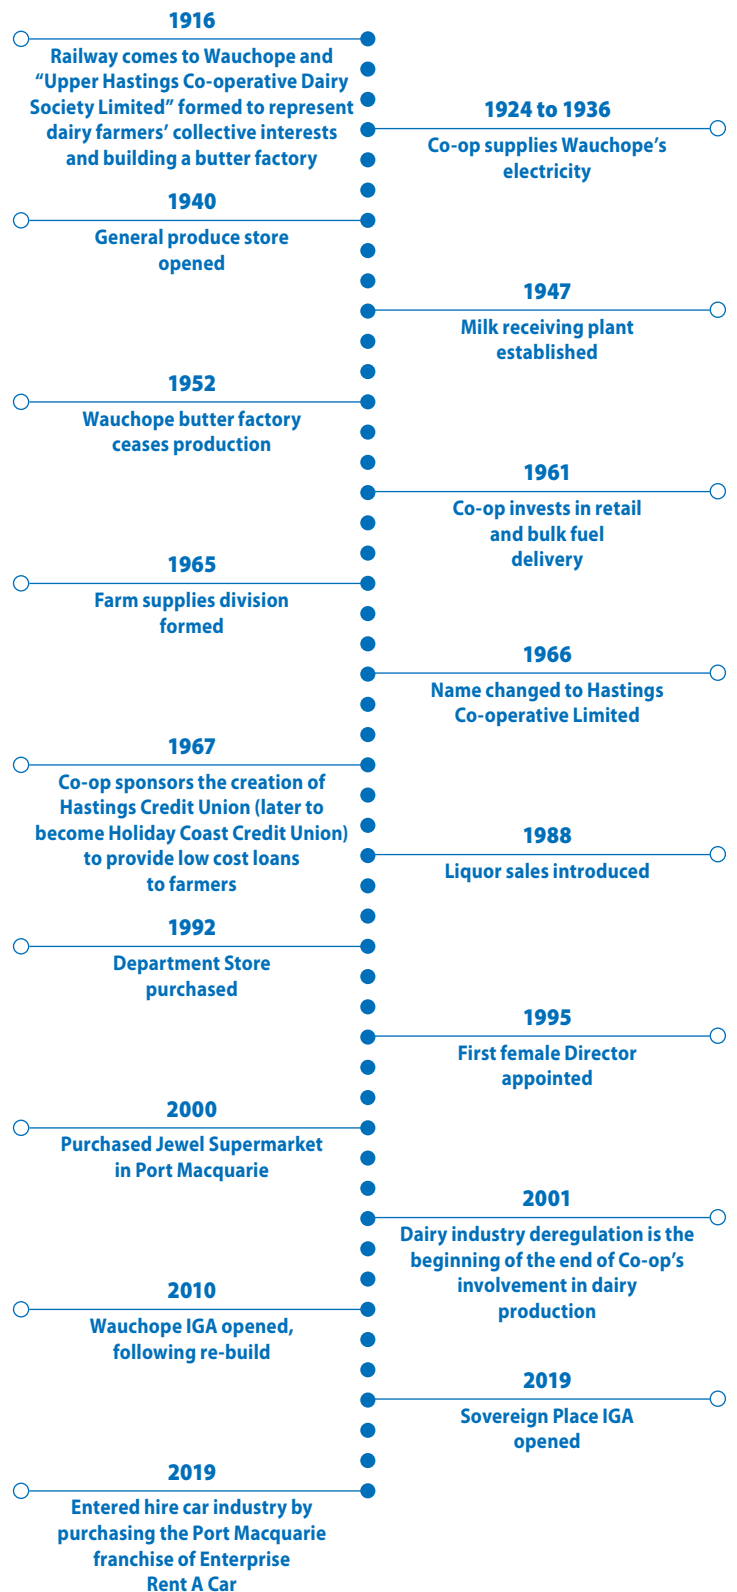 1916
Railway comes to Wauchope and
“Upper Hastings Co-operative Dairy
Society Limited” formed to represent
dairy farmers’ collective interests
and building a butter factory
1924 to 1936
Co-op supplies Wauchope’s
electricity
1940
General produce store
opened
1947
Milk receiving plant
established
1952
Wauchope butter factory
ceases production
1961
Co-op invests in retail
and bulk fuel
delivery
1965
Farm supplies division
formed
1966
Name changed to Hastings
Co-operative Limited
1967
Co-op sponsors the creation of
Hastings Credit Union (later to
become Holiday Coast Credit Union)
to provide low cost loans
to farmers
1988
Liquor sales introduced
1992
Department Store
purchased
1995
First female Director
appointed
2000
Purchased Jewel Supermarket
in Port Macquarie
2001
Dairy industry deregulation is the
beginning of the end of Co-op’s
involvement in dairy
production
2010
Wauchope IGA opened,
following re-build
2019
Sovereign Place IGA
opened
2019
Entered hire car industry by
purchasing the Port Macquarie
franchise of Enterprise
Rent A Car